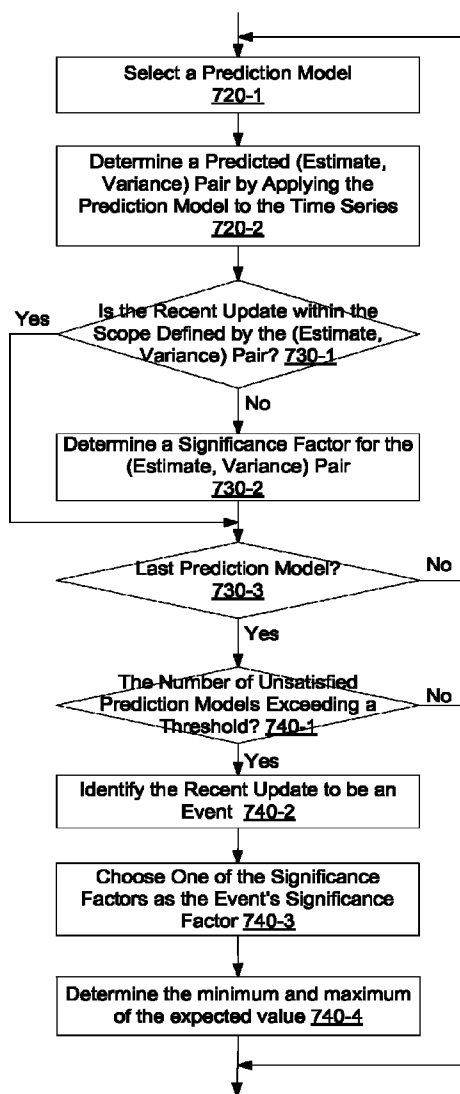 Select a Prediction Model
720-1
Determine a Predicted (Estimate,
Variance) Pair by Applying the
Prediction Model to the Time Series
720-2
Yes
Is the Recent Update within the
Scope Defined by the (Estimate,
Variance) Pair? 730-1
No
Determine a Significance Factor for the
(Estimate, Variance) Pair
730-2
Last Prediction Model?
730-3
No
Yes
The Number of Unsatisfied
Prediction Models Exceeding a
Threshold? 740-1
No
Yes
Identify the Recent Update to be an
Event 740-2
Choose One of the Significance
Factors as the Event's Significance
Factor 740-3
Determine the minimum and maximum
of the expected value 740-4